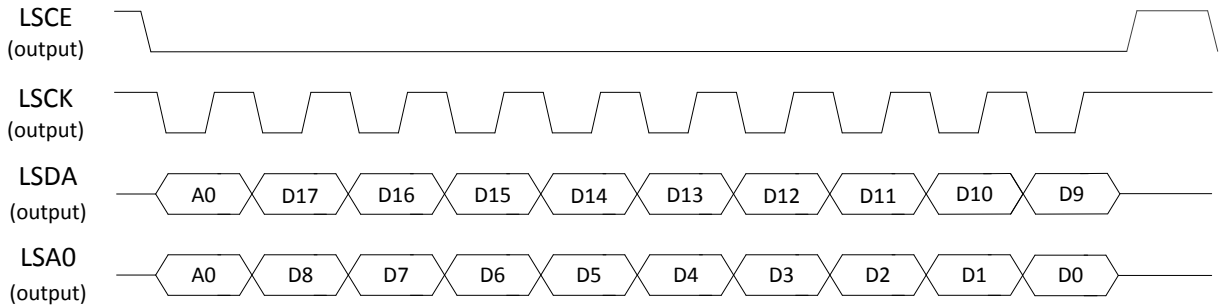 LSCE
(output)
LSCK
(output)
LSDA
(output)
A0 D17 D16 D15 D14 D13 D12 D11 D10 D9
LSA0
(output)
A0 D8 D7 D6 D5 D4 D3 D2 D1 D0